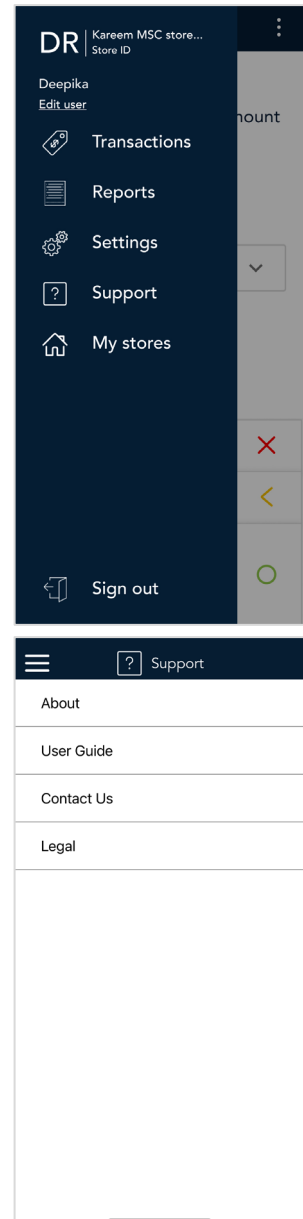 DR
Kareem MSC store...
Store ID
Deepika
Edit user
Transactions
Reports
Settings
? Support
My stores
Sign out
? Support
About
User Guide
Contact Us
Legal